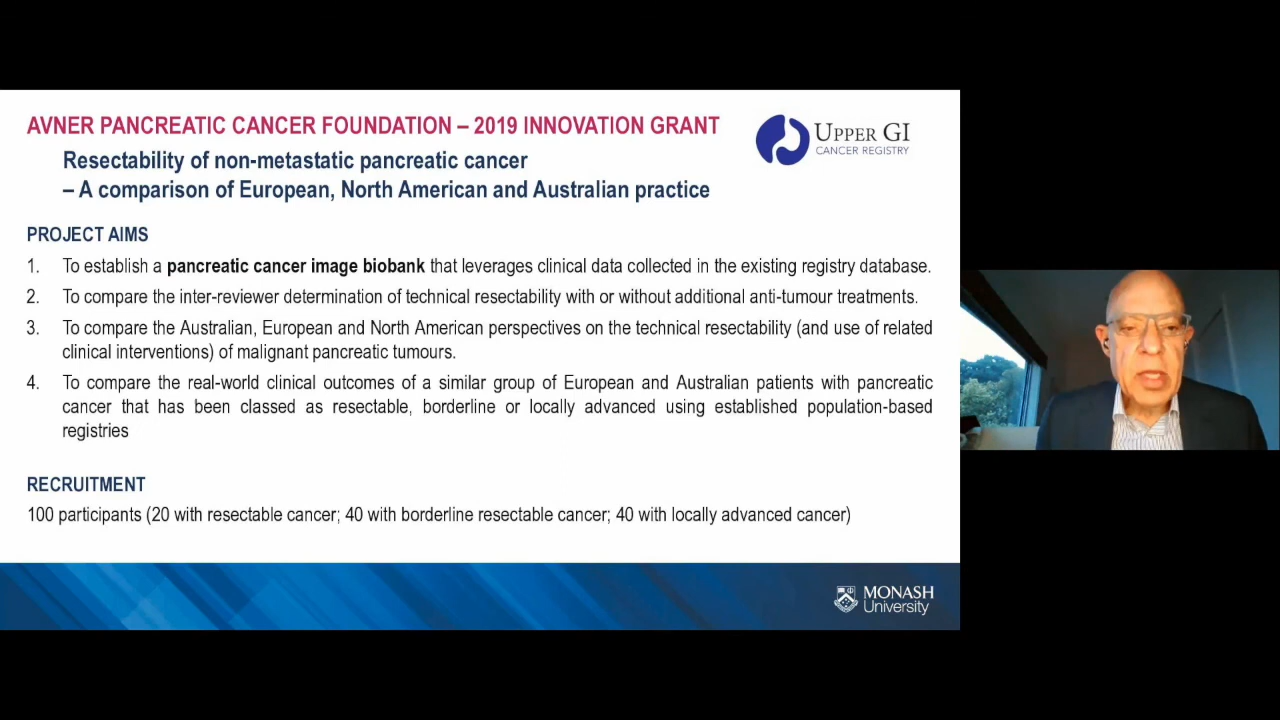 AVNER PANCREATIC CANCER FOUNDATION – 2019 INNOVATION GRANT
UPPER GI
CANCER REGISTRY
Resectability of non-metastatic pancreatic cancer
– A comparison of European, North American and Australian practice
PROJECT AIMS
1. To establish a pancreatic cancer image biobank that leverages clinical data collected in the existing registry database.
2. To compare the inter-reviewer determination of technical resectability with or without additional anti-tumour treatments.
3. To compare the Australian, European and North American perspectives on the technical resectability (and use of related
clinical interventions) of malignant pancreatic tumours.
4. To compare the real-world clinical outcomes of a similar group of European and Australian patients with pancreatic
cancer that has been classed as resectable, borderline or locally advanced using established population-based
registries
RECRUITMENT
100 participants (20 with resectable cancer; 40 with borderline resectable cancer; 40 with locally advanced cancer)
MONASH
University